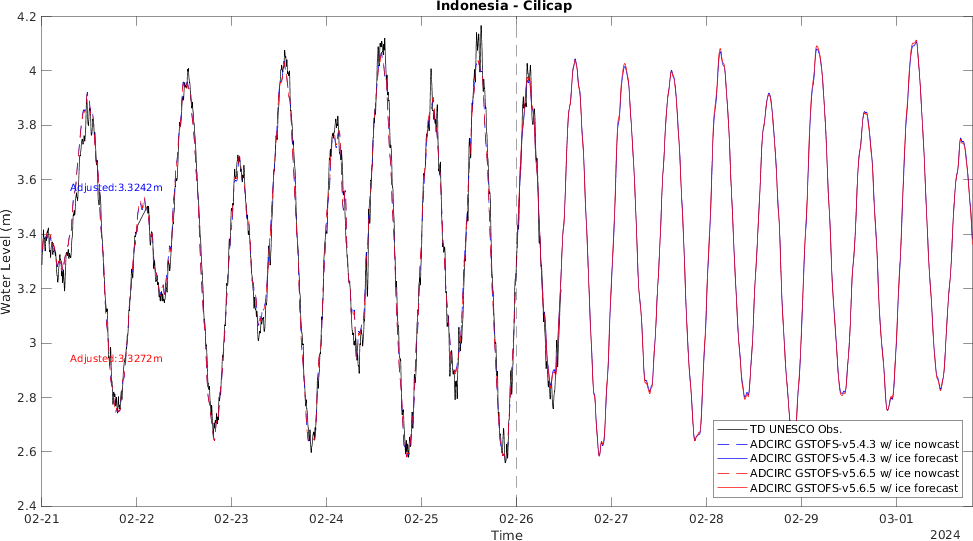 Indonesia - Cilicap
4.2
4
3.8
3.6
3.4
3.2
3
2.8
2.6
2.4
Water Level (m)
Adjusted:3.3242m
Adjusted:3.3272m
TD UNESCO Obs.
ADCIRC GSTOFS-v5.4.3 w/ ice nowcast
ADCIRC GSTOFS-v5.4.3 w/ ice forecast
ADCIRC GSTOFS-v5.6.5 w/ ice nowcast
ADCIRC GSTOFS-v5.6.5 w/ ice forecast
02-21 02-22 02-23 02-24 02-25 02-26 02-27 02-28 02-29 03-01
Time
2024